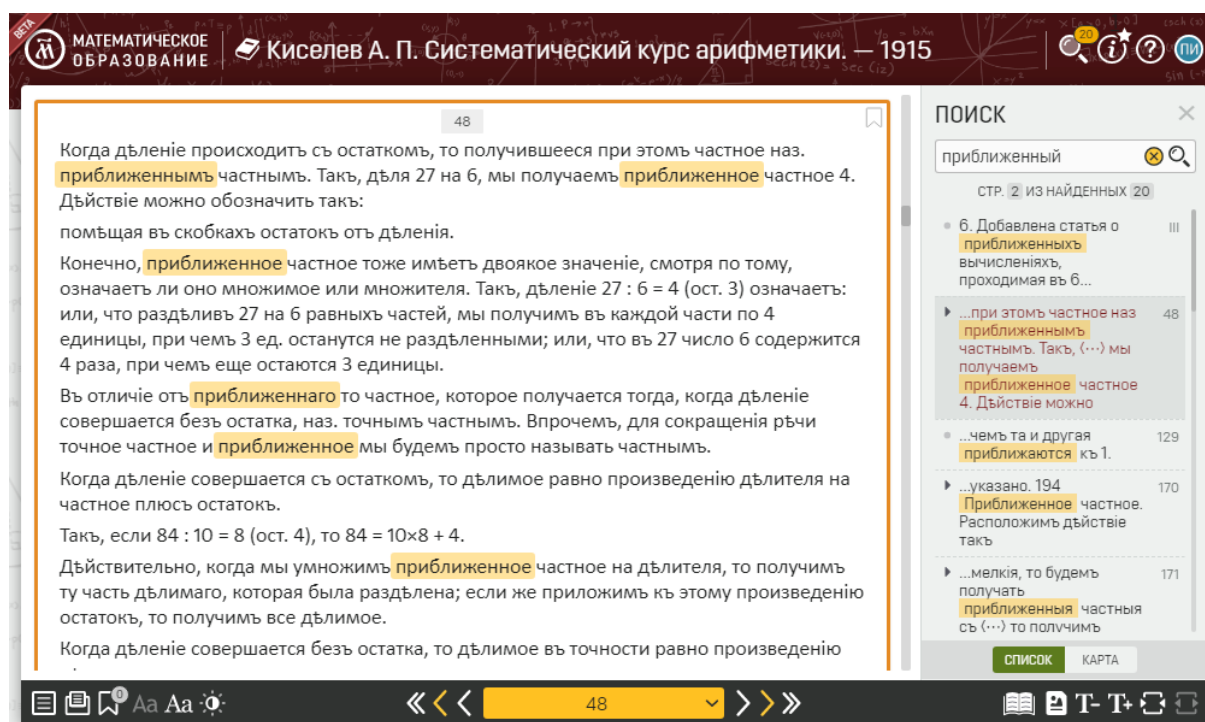 BETA
МАТЕМАТИЧЕСКОЕ
ОБРАЗОВАНИЕ
Киселев А. П. Систематический курс арифметики. — 1915
20
ПИ
48
Когда дѣленіе происходитъ съ остаткомъ, то получившееся при этомъ частное наз.
приближеннымъ частнымъ. Такъ, дѣля 27 на 6, мы получаемъ приближенное частное 4.
Дѣйствіе можно обозначить такъ:
помѣщая въ скобкахъ остатокъ отъ дѣленія.
Конечно, приближенное частное тоже имѣетъ двоякое значеніе, смотря по тому,
означаетъ ли оно множимое или множителя. Такъ, дѣленіе 27 : 6 = 4 (ост. 3) означаетъ:
или, что раздѣливъ 27 на 6 равныхъ частей, мы получимъ въ каждой части по 4
единицы, при чемъ 3 ед. останутся не раздѣленными; или, что въ 27 число 6 содержится
4 раза, при чемъ еще остаются 3 единицы.
Въ отличіе отъ приближеннаго то частное, которое получается тогда, когда дѣленіе
совершается безъ остатка, наз. точнымъ частнымъ. Впрочемъ, для сокращенія рѣчи
точное частное и приближенное мы будемъ просто называть частнымъ.
Когда дѣленіе совершается съ остаткомъ, то дѣлимое равно произведенію дѣлителя на
частное плюсъ остатокъ.
Такъ, если 84 : 10 = 8 (ост. 4), то 84 = 10×8 + 4.
Дѣйствительно, когда мы умножимъ приближенное частное на дѣлителя, то получимъ
ту часть дѣлимаго, которая была раздѣлена; если же приложимъ къ этому произведенію
остатокъ, то получимъ все дѣлимое.
Когда дѣленіе совершается безъ остатка, то дѣлимое въ точности равно произведенію
ПОИСК
приближенный
СТР. 2 ИЗ НАЙДЕННЫХ 20
6. Добавлена статья о III
приближенныхъ
вычисленіяхъ,
проходимая въ 6...
...при этомъ частное наз 48
приближеннымъ
частнымъ. Такъ, (···) мы
получаемъ
приближенное частное
4. Дѣйствіе можно
...чемъ та и другая 129
приближаются къ 1.
...указано. 194 170
Приближенное частное.
Расположимъ дѣйствіе
такъ
...мелкія, то будемъ 171
получать
приближенныя частныя
съ (···) то получимъ
СПИСОК КАРТА
0 Aa Aa
48
T- T+